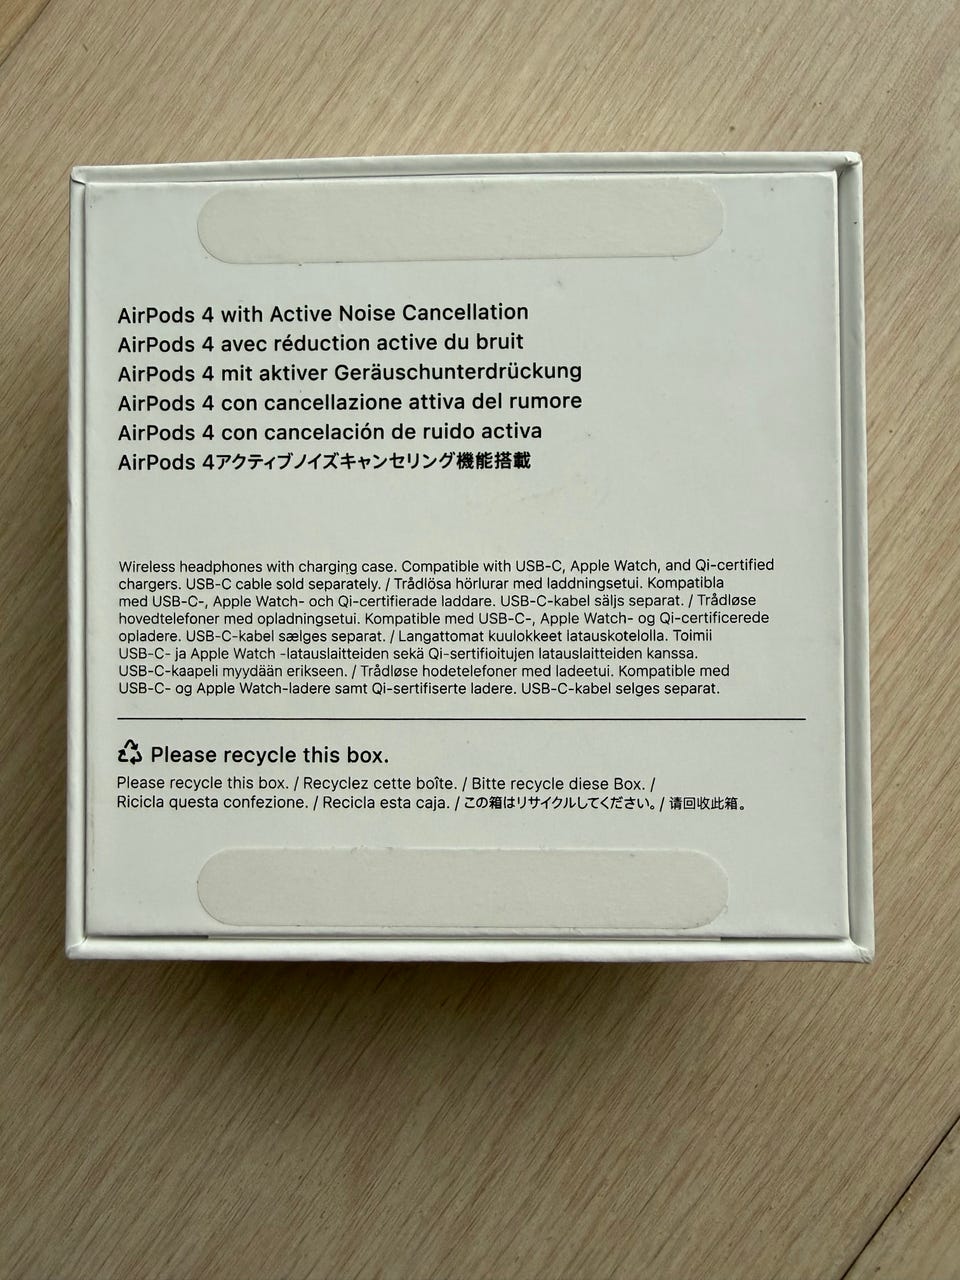 AirPods 4 with Active Noise Cancellation
AirPods 4 avec réduction active du bruit
AirPods 4 mit aktiver Geräuschunterdrückung
AirPods 4 con cancellazione attiva del rumore
AirPods 4 con cancelación de ruido activa
AirPods 4アクティブノイズキャンセリング機能搭載
Wireless headphones with charging case. Compatible with USB-C, Apple Watch, and Qi-certified
chargers. USB-C cable sold separately. / Trådlösa hörlurar med laddningsetui. Kompatibla
med USB-C-, Apple Watch- och Qi-certifierade laddare. USB-C-kabel säljs separat. / Trådløse
hovedtelefoner med opladningsetui. Kompatible med USB-C-, Apple Watch- og Qi-certificerede
opladere. USB-C-kabel sælges separat. / Langattomat kuulokkeet latauskotelolla. Toimii
USB-C- ja Apple Watch -latauslaitteiden sekä Qi-sertifioitujen latauslaitteiden kanssa.
USB-C-kaapeli myydään erikseen. / Trådløse hodetelefoner med ladeetui. Kompatible med
USB-C- og Apple Watch-ladere samt Qi-sertifiserte ladere. USB-C-kabel selges separat.
Please recycle this box.
Please recycle this box. / Recyclez cette boîte. / Bitte recycle diese Box. /
Ricicla questa confezione. / Recicla esta caja. / この箱はリサイクルしてください。/ 请回收此箱。